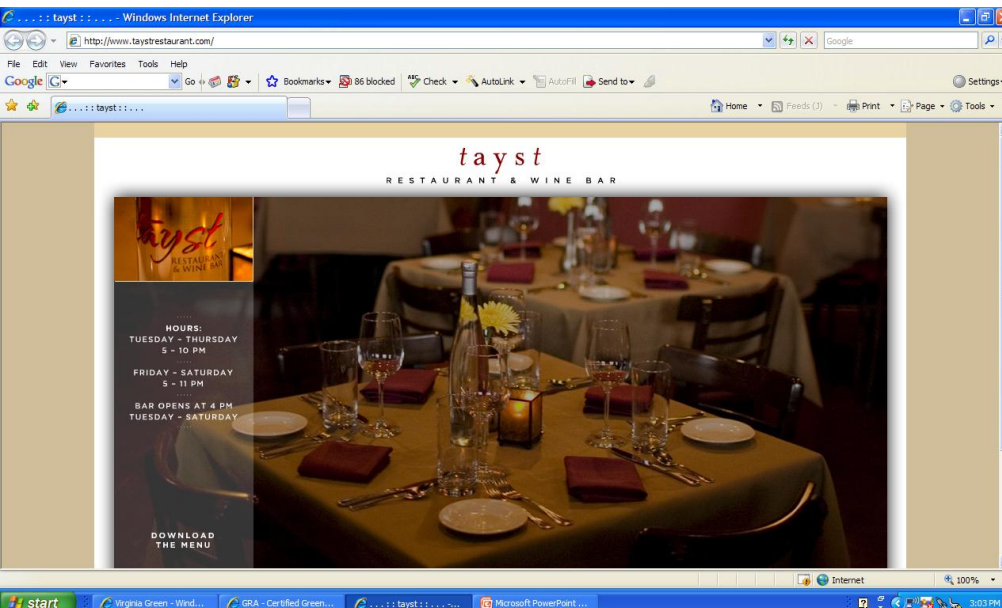 ...:: tayst ::... - Windows Internet Explorer
http://www.taystrestaurant.com/
Google
File Edit View Favorites Tools Help
Google G Go Bookmarks 86 blocked ABC Check AutoLink AutoFill Send to Settings
...:: tayst ::...
Home Feeds (J) Print Page Tools
tayst
RESTAURANT & WINE BAR
tayst
RESTAURANT
& WINE BAR
HOURS:
TUESDAY – THURSDAY
5 – 10 PM
FRIDAY – SATURDAY
5 – 11 PM
BAR OPENS AT 4 PM
TUESDAY – SATURDAY
DOWNLOAD
THE MENU
Internet 100%
start Virginia Green - Wind... GRA - Certified Green... ...:: tayst ::... -... Microsoft PowerPoint ... 3:03 PM